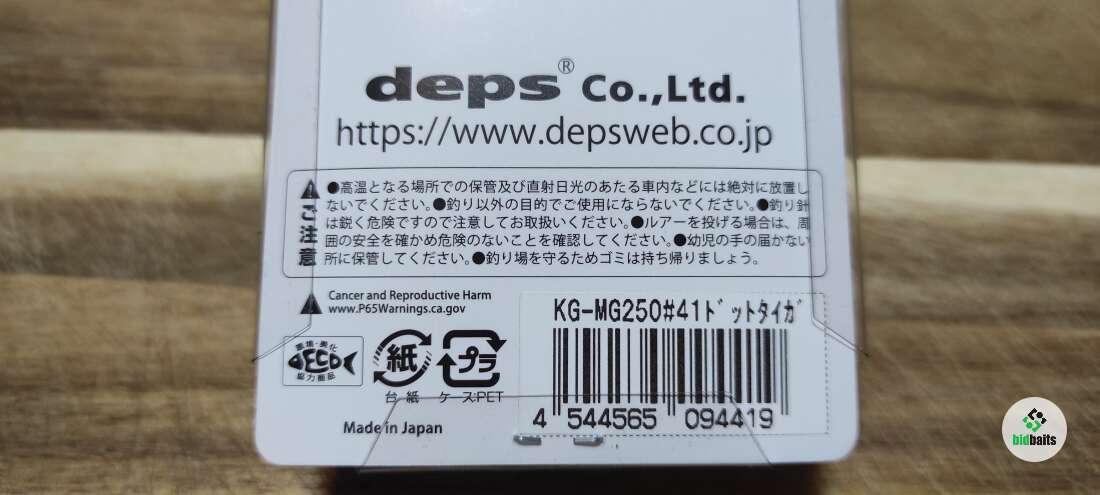 deps® Co.,Ltd.
https://www.depsweb.co.jp
ご注意
●高温となる場所での保管及び直射日光のあたる車内などには絶対に放置し
ないでください。●釣り以外の目的でご使用にならないでください。●釣り針
は鋭く危険ですので注意してお取扱いください。●ルアーを投げる場合は、周
囲の安全を確かめ危険のないことを確認してください。●幼児の手の届かない
所に保管してください。●釣り場を守るためゴミは持ち帰りましょう。
Cancer and Reproductive Harm
www.P65Warnings.ca.gov
KG-MG250#41ﾄﾞｯﾄﾀｲｶﾞ
環境・美化
ECO
協力商品
紙
台紙
プラ
ケース:PET
4 544565 094419
Made in Japan
bidbaits